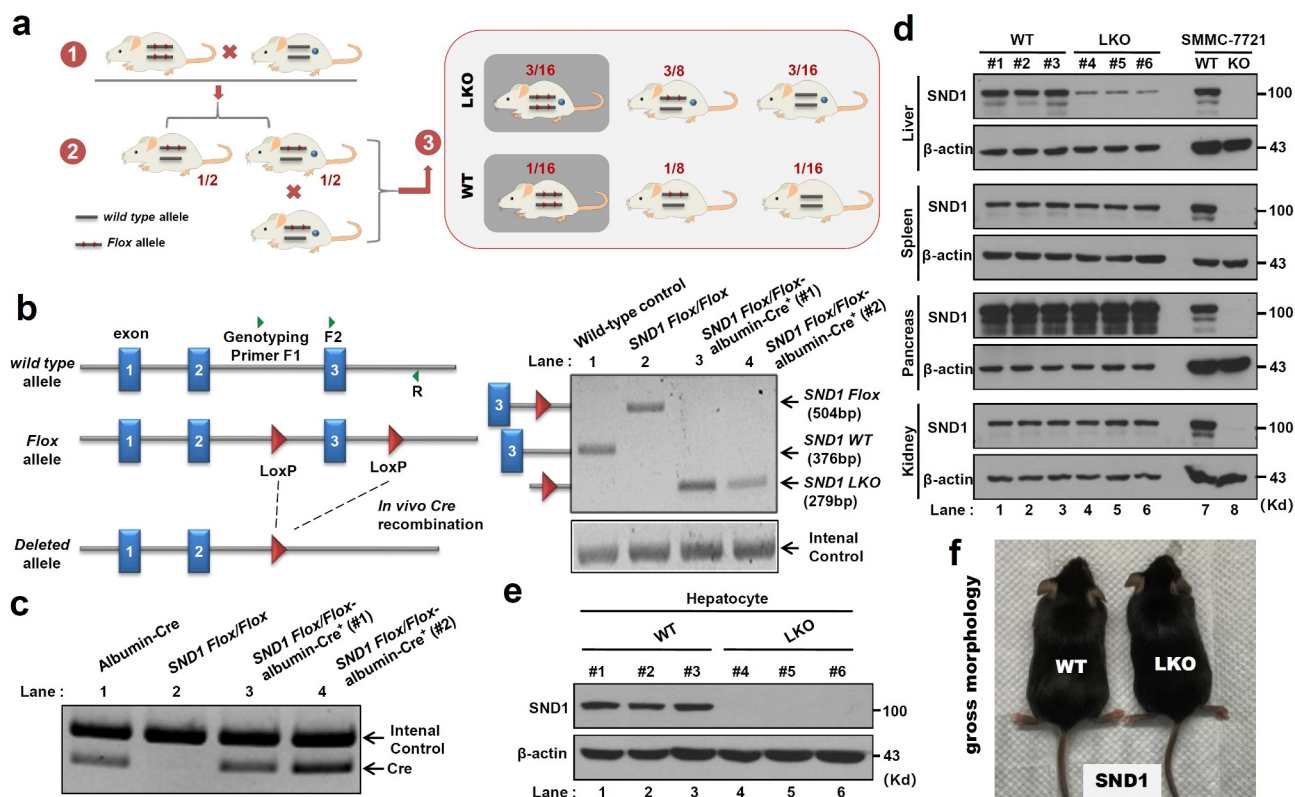 a
1
2
1/2
1/2
wild type allele
Flox allele
3
LKO
3/16
3/8
3/16
WT
1/16
1/8
1/16
b
exon
Genotyping
Primer F1
F2
wild type
allele
1
2
3
R
Flox
allele
1
2
3
LoxP
LoxP
In vivo Cre
recombination
Deleted
allele
1
2
Wild-type control
SND1 Flox/Flox
SND1 Flox/Flox-
albumin-Cre+ (#1)
SND1 Flox/Flox-
albumin-Cre+ (#2)
Lane :
1
2
3
4
3
3
SND1 Flox
(504bp)
SND1 WT
(376bp)
SND1 LKO
(279bp)
Intenal
Control
c
Albumin-Cre
SND1 Flox/Flox
SND1 Flox/Flox-
albumin-Cre+ (#1)
SND1 Flox/Flox-
albumin-Cre+ (#2)
Lane :
1
2
3
4
Intenal
Control
Cre
d
WT
LKO
SMMC-7721
#1 #2 #3 #4 #5 #6 WT KO
Liver
SND1
100
β-actin
43
Spleen
SND1
100
β-actin
43
Pancreas
SND1
100
β-actin
43
Kidney
SND1
100
β-actin
43
Lane : 1 2 3 4 5 6 7 8 (Kd)
e
Hepatocyte
WT
LKO
#1 #2 #3 #4 #5 #6
SND1
100
β-actin
43
(Kd)
Lane : 1 2 3 4 5 6
f
gross morphology
WT
LKO
SND1